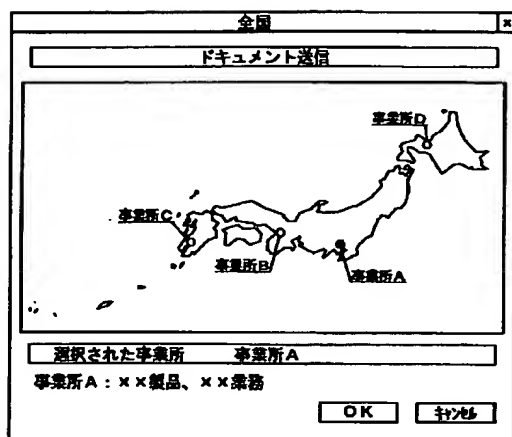 全国 ×
ドキュメント送信
事業所D
事業所C
事業所B
事業所A
選択された事業所 事業所A
事業所A:××製品、××業務
OK キャンセル